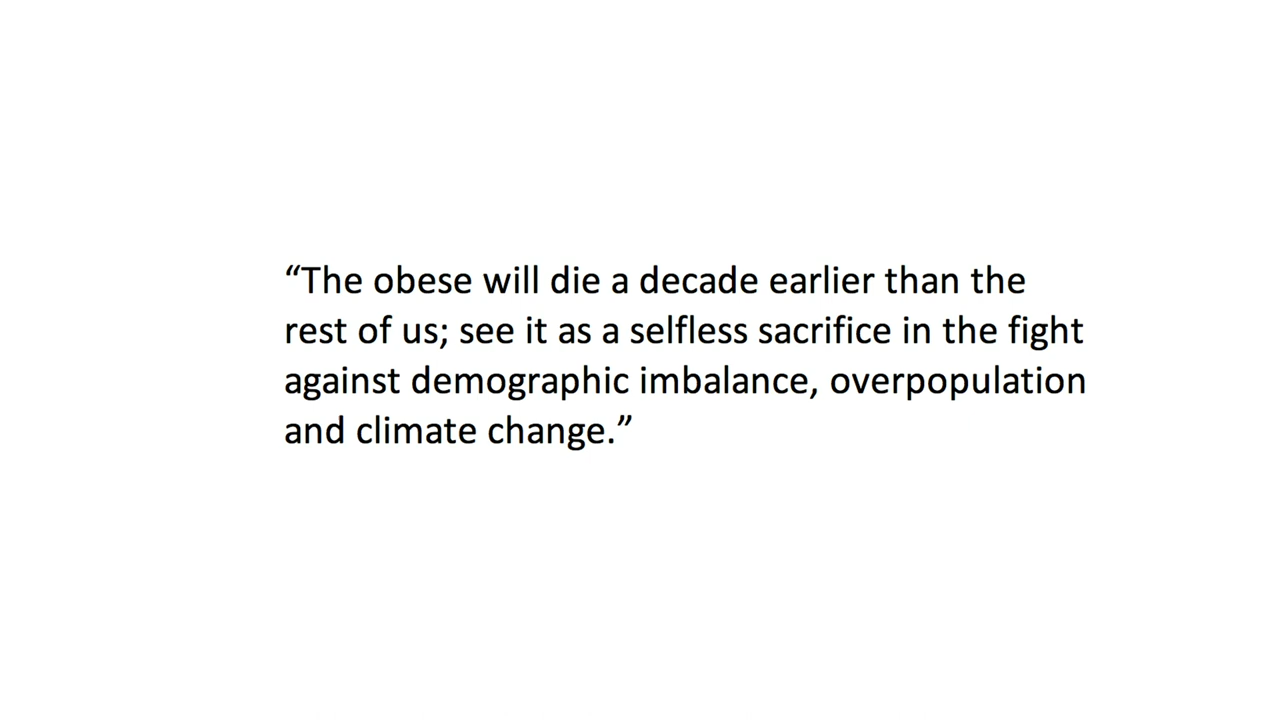 “The obese will die a decade earlier than the
rest of us; see it as a selfless sacrifice in the fight
against demographic imbalance, overpopulation
and climate change.”